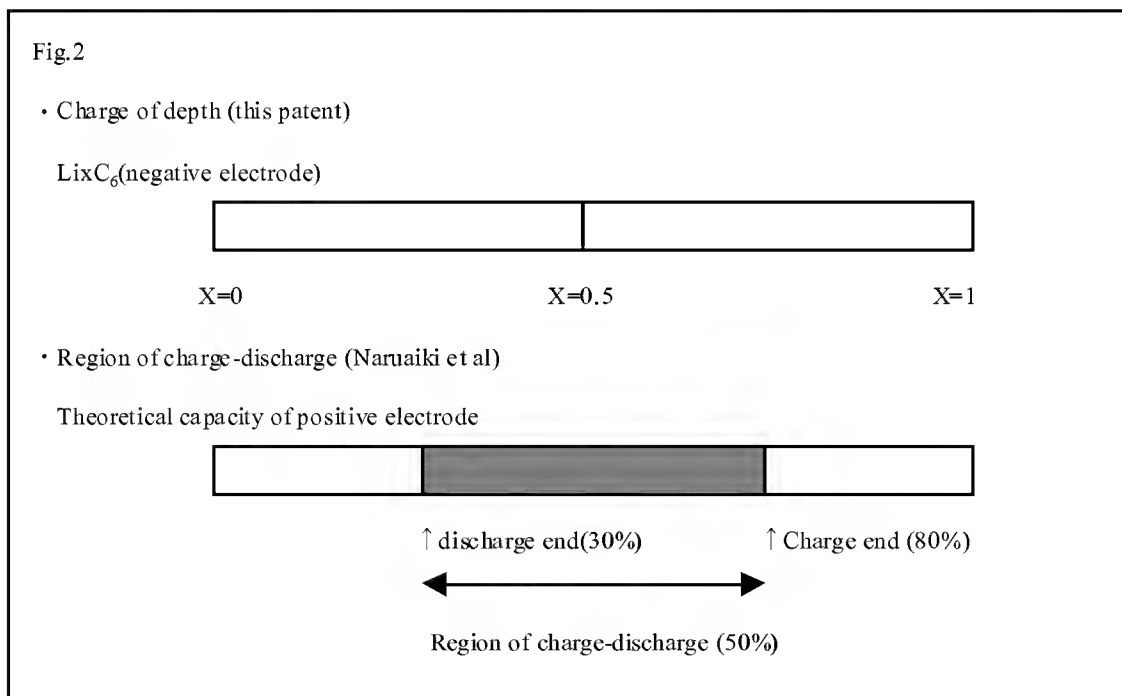 Fig.2
・Charge of depth (this patent)
LixC₆(negative electrode)
X=0 X=0.5 X=1
・Region of charge-discharge (Naruaiki et al)
Theoretical capacity of positive electrode
↑ discharge end(30%) ↑ Charge end (80%)
Region of charge-discharge (50%)